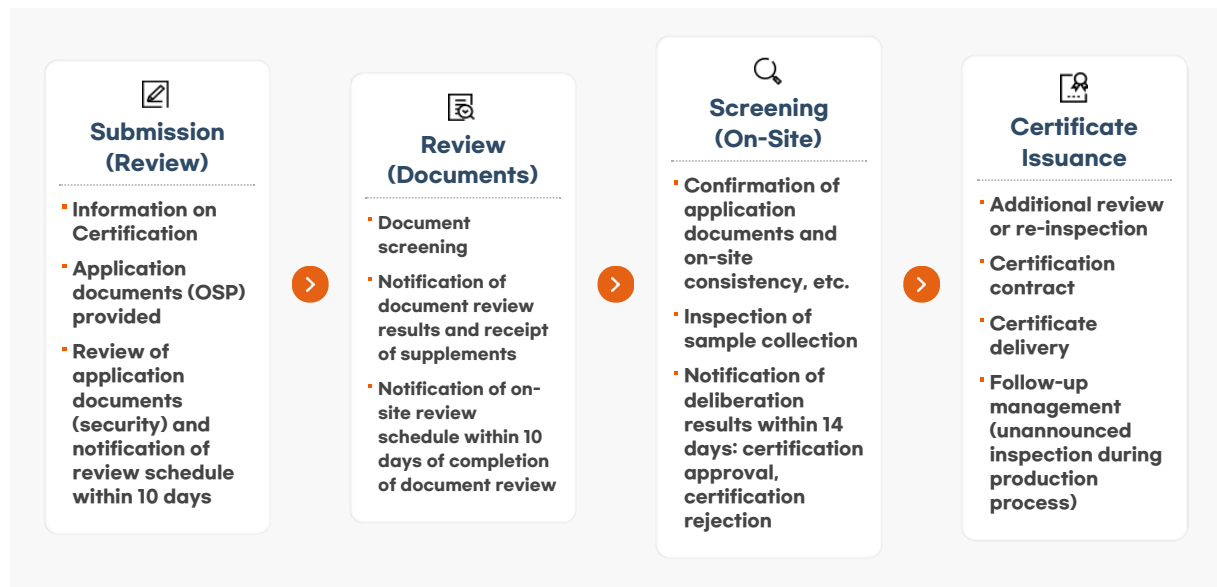 Submission
(Review)
Information on
Certification
Application
documents (OSP)
provided
Review of
application
documents
(security) and
notification of
review schedule
within 10 days
Review
(Documents)
Document
screening
Notification of
document review
results and receipt
of supplements
Notification of on-
site review
schedule within 10
days of completion
of document review
Screening
(On-Site)
Confirmation of
application
documents and
on-site
consistency, etc.
Inspection of
sample collection
Notification of
deliberation
results within 14
days: certification
approval,
certification
rejection
Certificate
Issuance
Additional review
or re-inspection
Certification
contract
Certificate
delivery
Follow-up
management
(unannounced
inspection during
production
process)